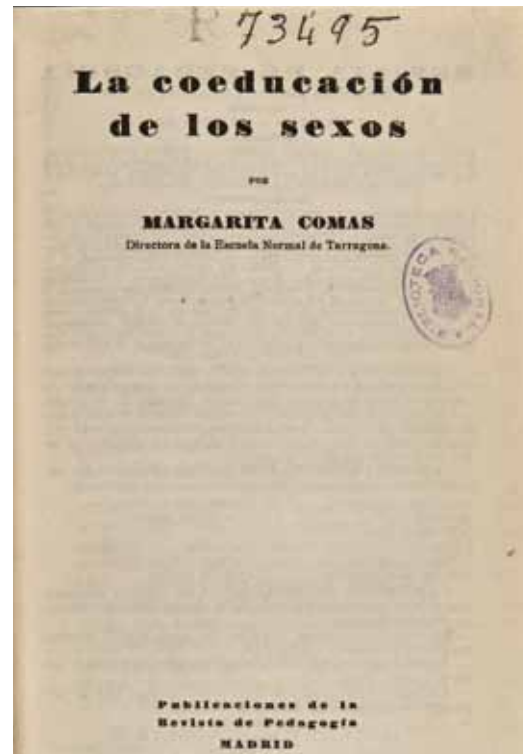 73495
La coeducación
de los sexos
POR
MARGARITA COMAS
Directora de la Escuela Normal de Tarragona.
BIBLIOTECA
Publicaciones de la
Revista de Pedagogía
MADRID